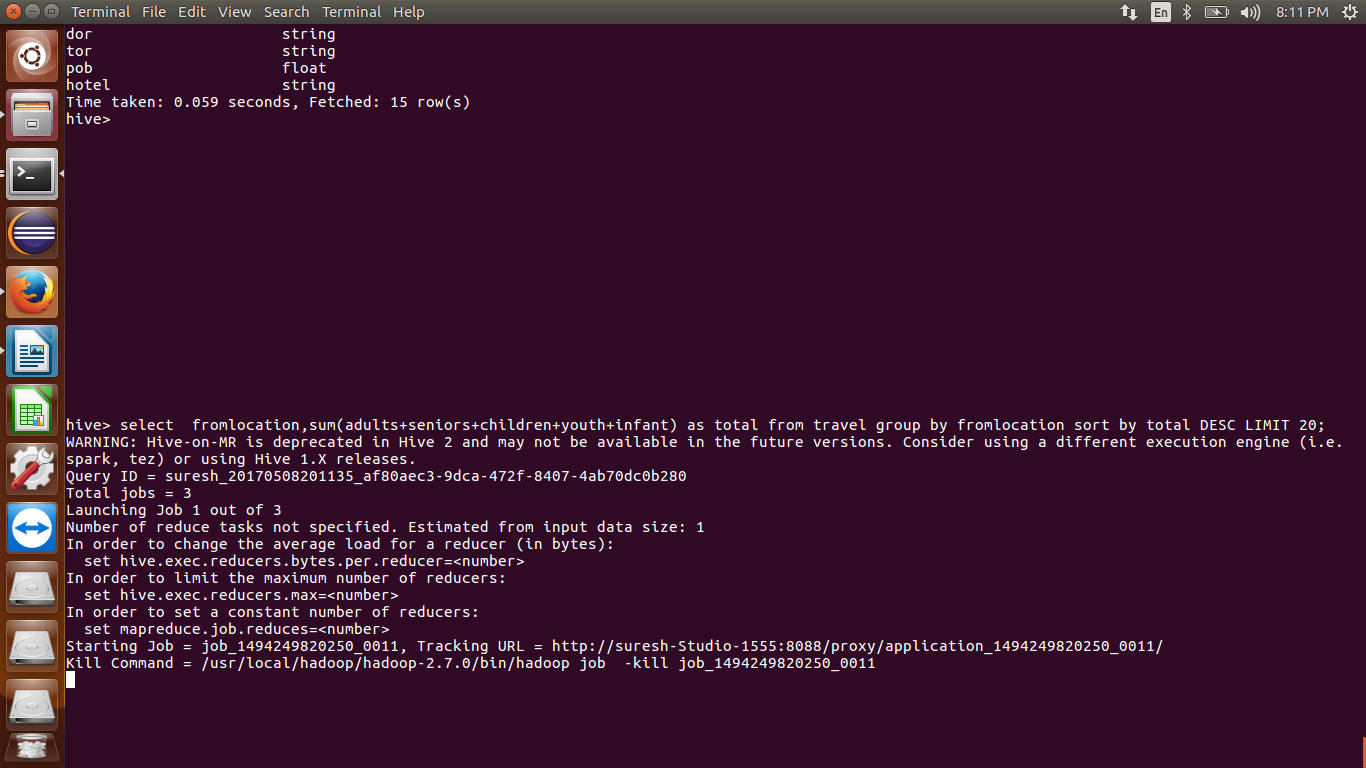 Terminal File Edit View Search Terminal Help En 8:11 PM
dor string
tor string
pob float
hotel string
Time taken: 0.059 seconds, Fetched: 15 row(s)
hive>
hive> select  fromlocation,sum(adults+seniors+children+youth+infant) as total from travel group by fromlocation sort by total DESC LIMIT 20;
WARNING: Hive-on-MR is deprecated in Hive 2 and may not be available in the future versions. Consider using a different execution engine (i.e.
spark, tez) or using Hive 1.X releases.
Query ID = suresh_20170508201135_af80aec3-9dca-472f-8407-4ab70dc0b280
Total jobs = 3
Launching Job 1 out of 3
Number of reduce tasks not specified. Estimated from input data size: 1
In order to change the average load for a reducer (in bytes):
  set hive.exec.reducers.bytes.per.reducer=<number>
In order to limit the maximum number of reducers:
  set hive.exec.reducers.max=<number>
In order to set a constant number of reducers:
  set mapreduce.job.reduces=<number>
Starting Job = job_1494249820250_0011, Tracking URL = http://suresh-Studio-1555:8088/proxy/application_1494249820250_0011/
Kill Command = /usr/local/hadoop/hadoop-2.7.0/bin/hadoop job  -kill job_1494249820250_0011